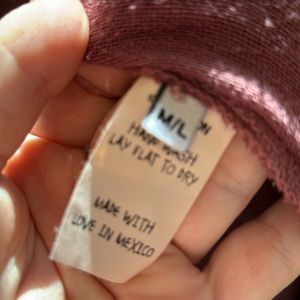 M/L
HAND WASH
LAY FLAT TO DRY
MADE WITH
LOVE IN MEXICO